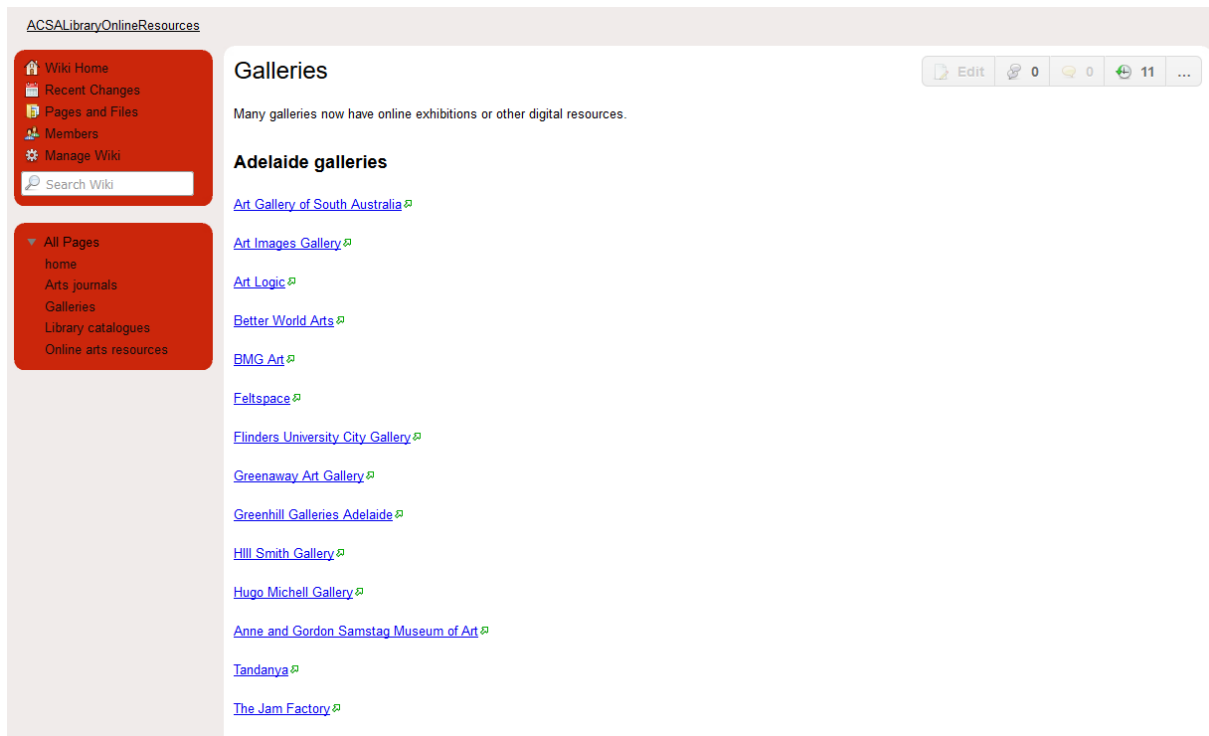 ACSALibraryOnlineResources
Wiki Home
Recent Changes
Pages and Files
Members
Manage Wiki
Search Wiki
All Pages
home
Arts journals
Galleries
Library catalogues
Online arts resources
Galleries
Edit 0 0 11 ...
Many galleries now have online exhibitions or other digital resources.
Adelaide galleries
Art Gallery of South Australia
Art Images Gallery
Art Logic
Better World Arts
BMG Art
Feltspace
Flinders University City Gallery
Greenaway Art Gallery
Greenhill Galleries Adelaide
HIll Smith Gallery
Hugo Michell Gallery
Anne and Gordon Samstag Museum of Art
Tandanya
The Jam Factory